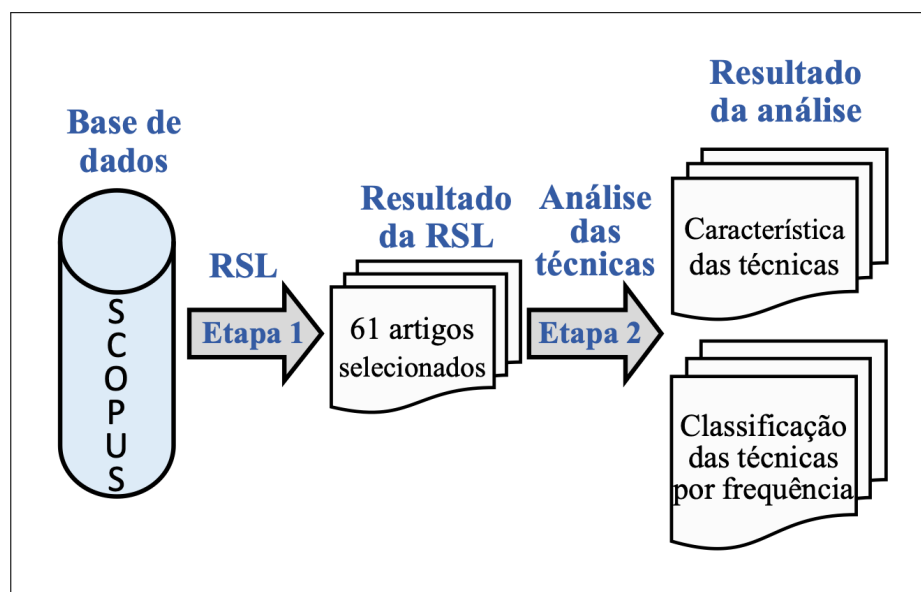 Base de
dados
SCOPUS
RSL
Etapa 1
Resultado
da RSL
61 artigos
selecionados
Análise
das
técnicas
Etapa 2
Resultado
da análise
Característica
das técnicas
Classificação
das técnicas
por frequência